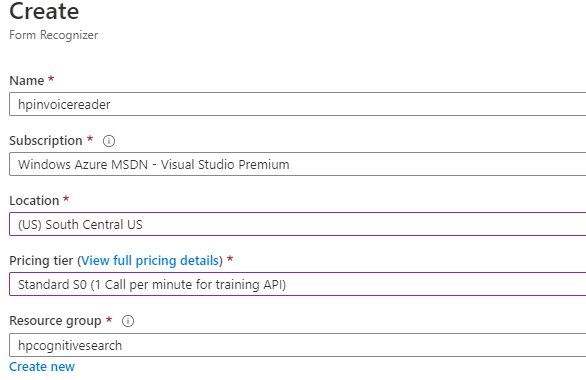 Create
Form Recognizer
Name *
hpinvoicereader
Subscription *
Windows Azure MSDN - Visual Studio Premium
Location *
(US) South Central US
Pricing tier (View full pricing details) *
Standard S0 (1 Call per minute for training API)
Resource group *
hpcognitivesearch
Create new